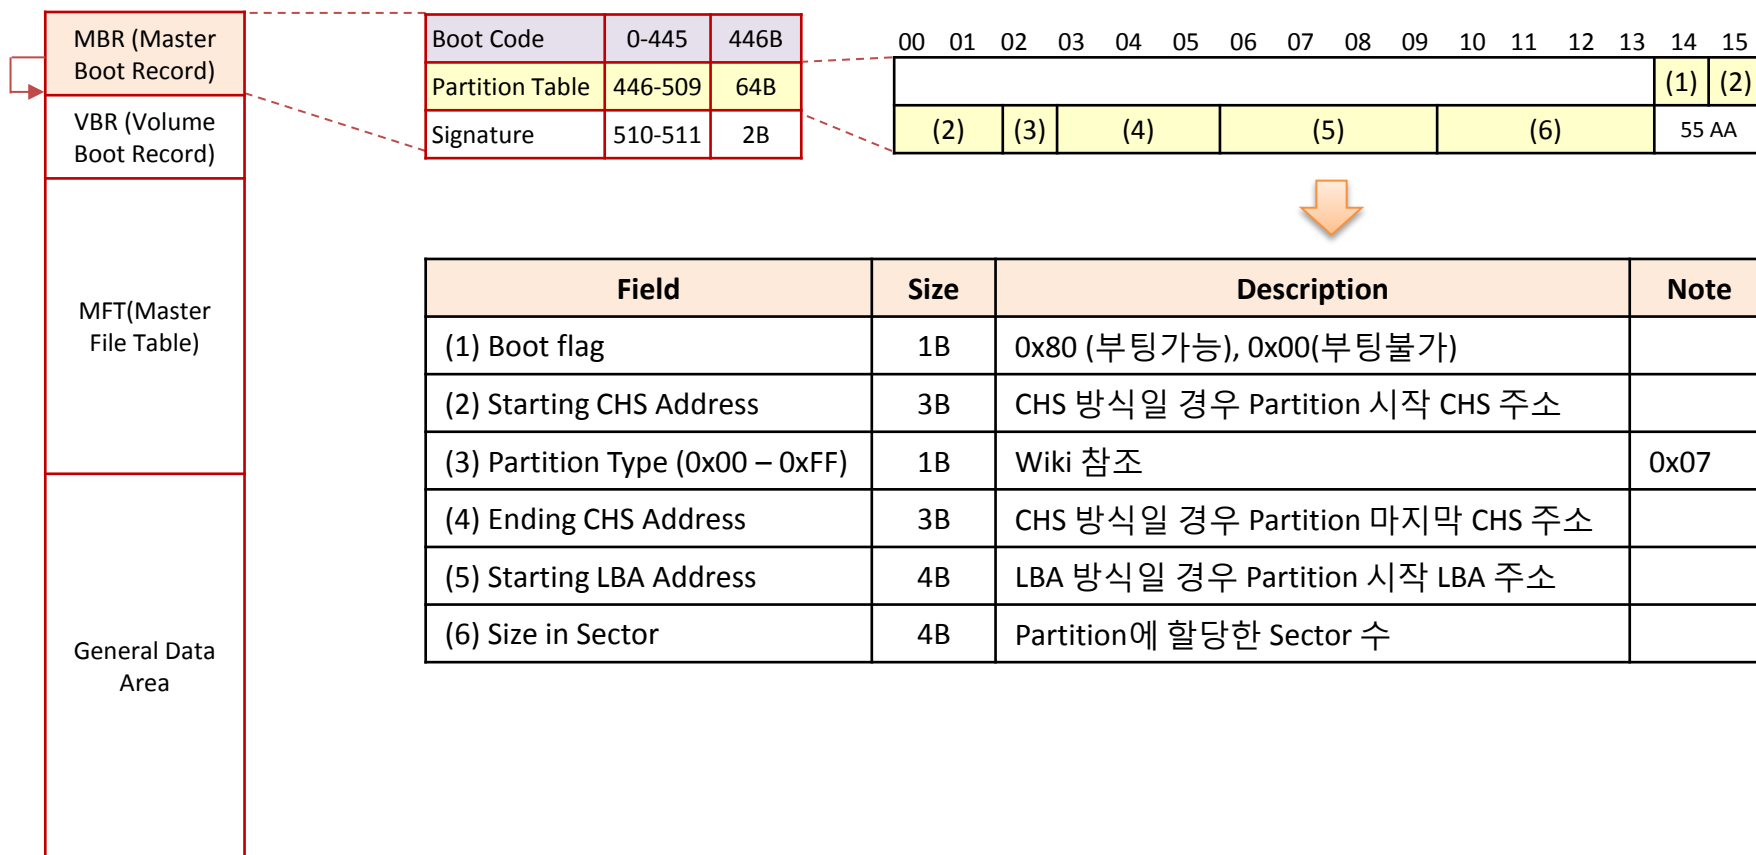 MBR (Master
Boot Record)
VBR (Volume
Boot Record)
MFT(Master
File Table)
General Data
Area
Boot Code 0-445 446B
Partition Table 446-509 64B
Signature 510-511 2B
00 01 02 03 04 05 06 07 08 09 10 11 12 13 14 15
(1) (2)
(2) (3) (4) (5) (6) 55 AA
Field Size Description Note
(1) Boot flag 1B 0x80 (부팅가능), 0x00(부팅불가)
(2) Starting CHS Address 3B CHS 방식일 경우 Partition 시작 CHS 주소
(3) Partition Type (0x00 – 0xFF) 1B Wiki 참조 0x07
(4) Ending CHS Address 3B CHS 방식일 경우 Partition 마지막 CHS 주소
(5) Starting LBA Address 4B LBA 방식일 경우 Partition 시작 LBA 주소
(6) Size in Sector 4B Partition에 할당한 Sector 수